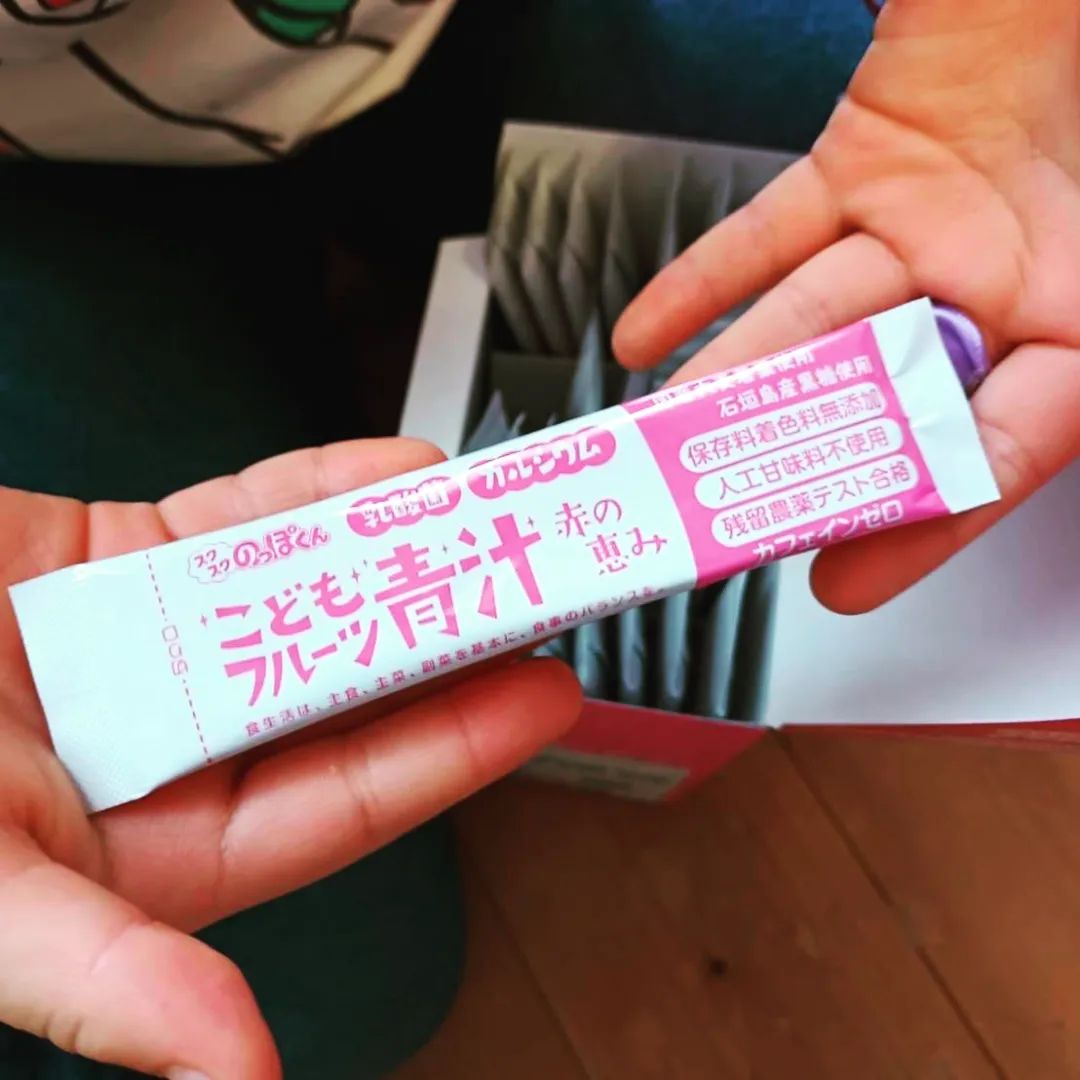 スクスクのっぽくん
乳酸菌 カルシウム
こども
フルーツ
青汁
赤の
恵み
食生活は、主食、主菜、副菜を基本に、食事のバランスを
石垣島産黒糖使用
保存料着色料無添加
人工甘味料不使用
残留農薬テスト合格
カフェインゼロ